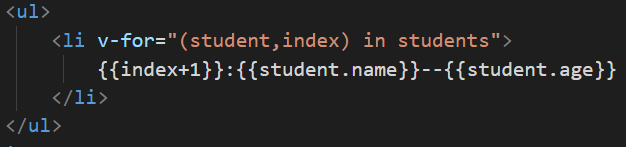 <ul>
<li v-for="(student,index) in students">
{{index+1}}:{{student.name}}--{{student.age}}
</li>
</ul>